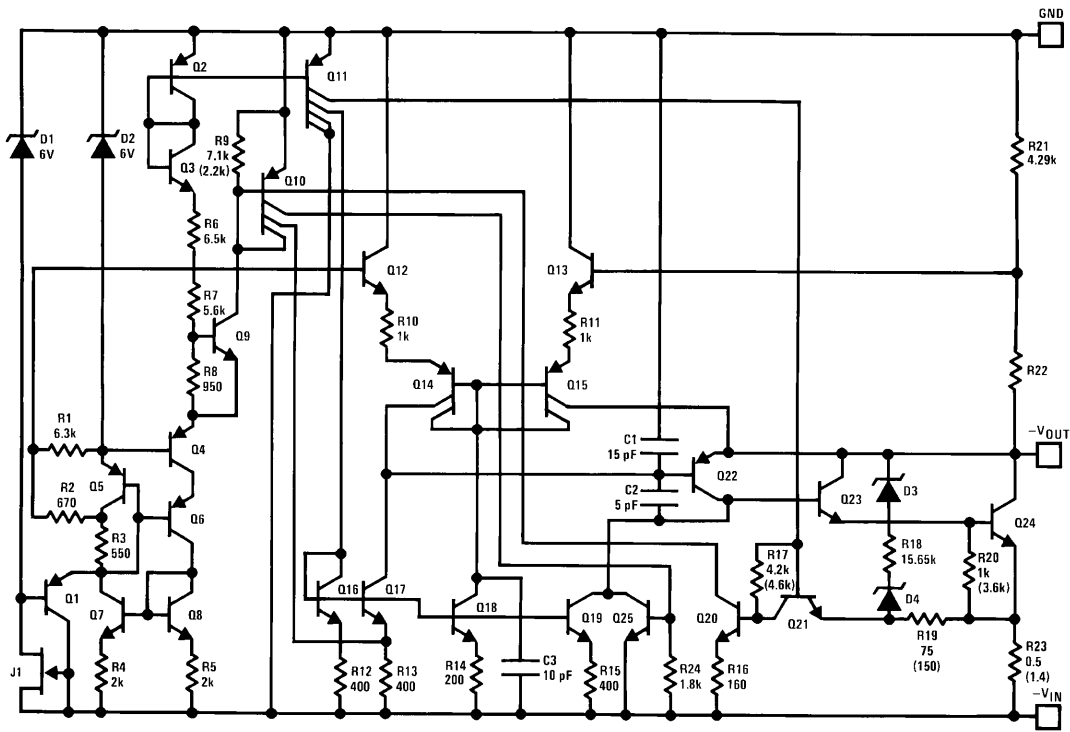 GND
Q2
Q11
D1
6V
D2
6V
Q3
R9
7.1k
(2.2k)
Q10
R21
4.29k
R6
6.5k
Q12
Q13
R7
5.6k
Q9
R10
1k
R11
1k
R8
950
Q14
Q15
R22
R1
6.3k
Q4
C1
15 pF
–VOUT
Q5
Q22
R2
670
Q6
C2
5 pF
Q23
D3
Q24
R3
550
R18
15.65k
R20
1k
(3.6k)
R17
4.2k
(4.6k)
Q1
Q7
Q8
Q16
Q17
Q18
Q19
Q25
Q20
Q21
D4
R19
75
(150)
J1
R4
2k
R5
2k
R12
400
R13
400
R14
200
C3
10 pF
R15
400
R24
1.8k
R16
160
R23
0.5
(1.4)
–VIN